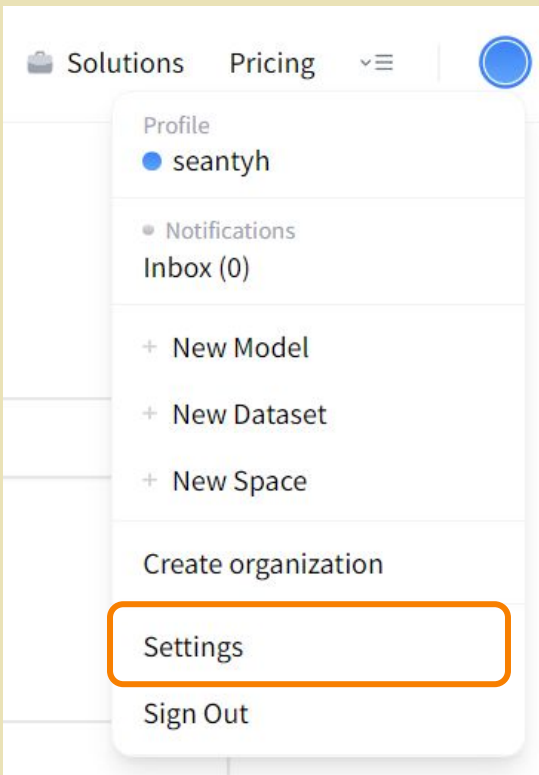 Solutions Pricing
Profile
seantyh
Notifications
Inbox (0)
+ New Model
+ New Dataset
+ New Space
Create organization
Settings
Sign Out